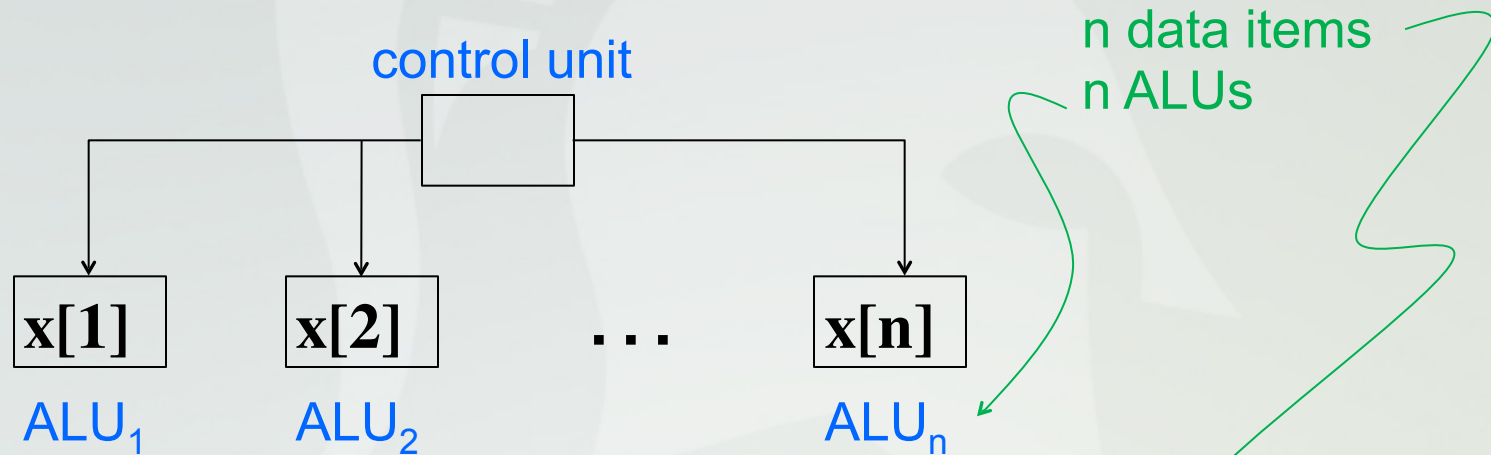 n data items
control unit
n ALUs
x[1] x[2] ... x[n]
ALU₁ ALU₂ ALUₙ